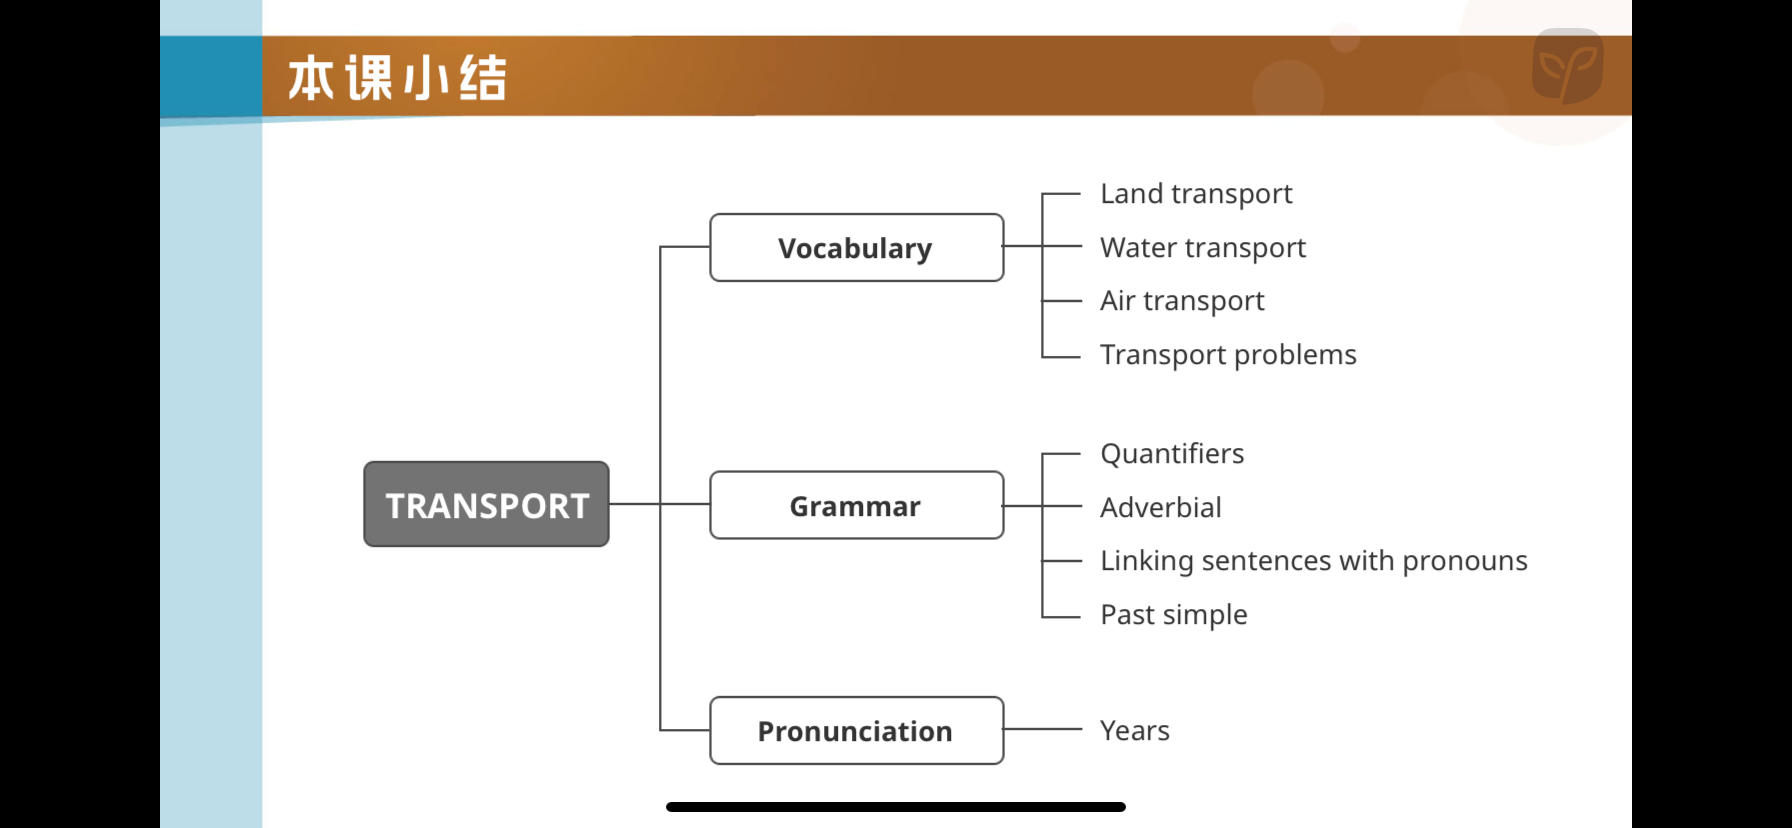 本课小结
TRANSPORT
Vocabulary
Land transport
Water transport
Air transport
Transport problems
Grammar
Quantifiers
Adverbial
Linking sentences with pronouns
Past simple
Pronunciation
Years